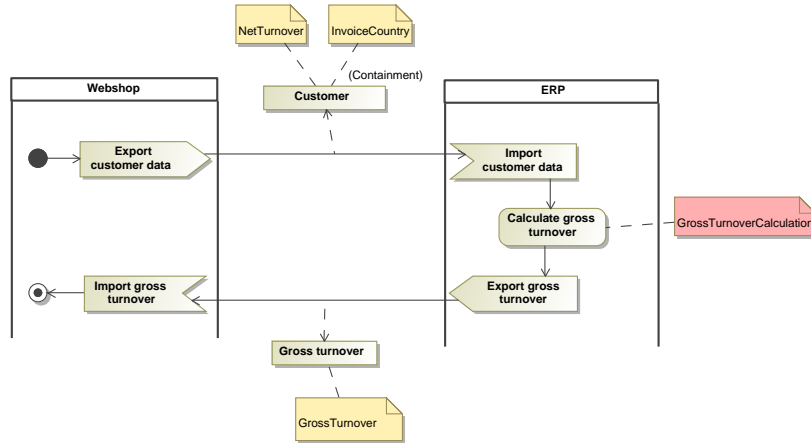 NetTurnover
InvoiceCountry
(Containment)
Webshop
Customer
ERP
Export
customer data
Import
customer data
Calculate gross
turnover
GrossTurnoverCalculation
Import gross
turnover
Export gross
turnover
Gross turnover
GrossTurnover